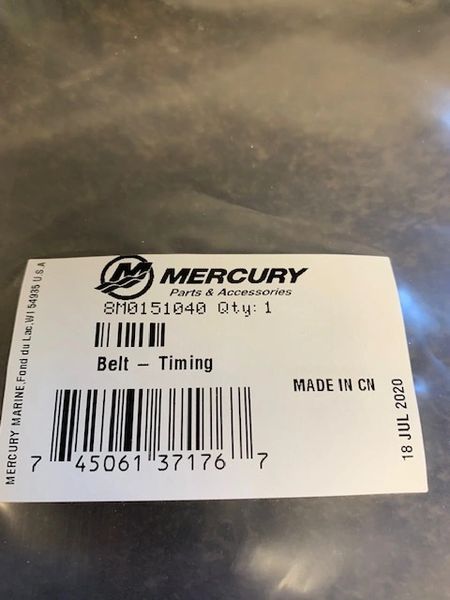 MERCURY
Parts & Accessories
8M0151040 Qty: 1
Belt – Timing
MADE IN CN
7 45061 37176 7
18 JUL 2020
MERCURY MARINE,Fond du Lac,WI 54935 U.S.A